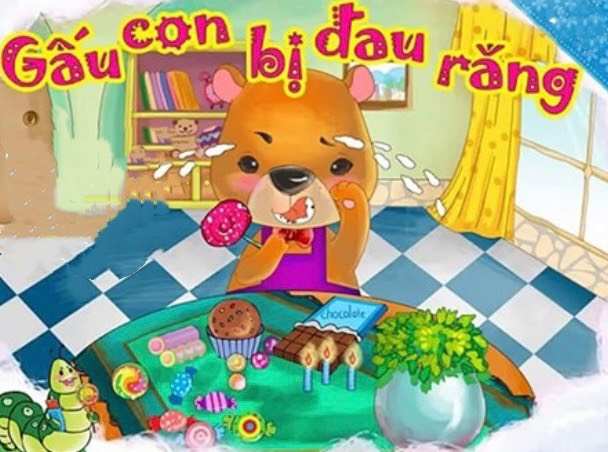 Gấu con bị đau răng
chocolate